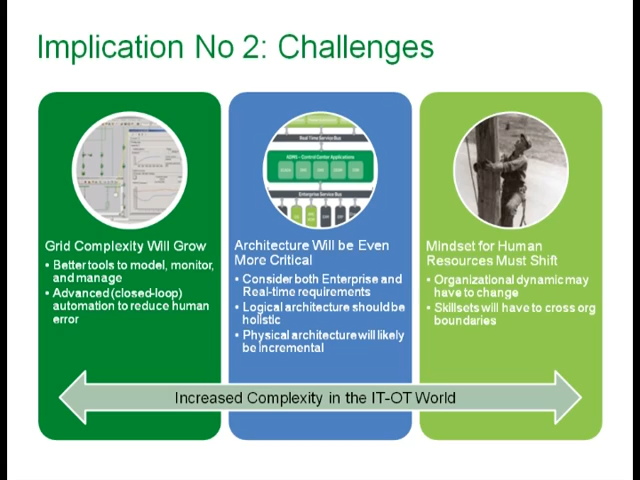 Implication No 2: Challenges
Real Time Service Bus
ADMS – Control Center Applications
Enterprise Service Bus
Grid Complexity Will Grow
• Better tools to model, monitor,
and manage
• Advanced (closed-loop)
automation to reduce human
error
Architecture Will be Even
More Critical
• Consider both Enterprise and
Real-time requirements
• Logical architecture should be
holistic
• Physical architecture will likely
be incremental
Mindset for Human
Resources Must Shift
• Organizational dynamic may
have to change
• Skillsets will have to cross org
boundaries
Increased Complexity in the IT-OT World